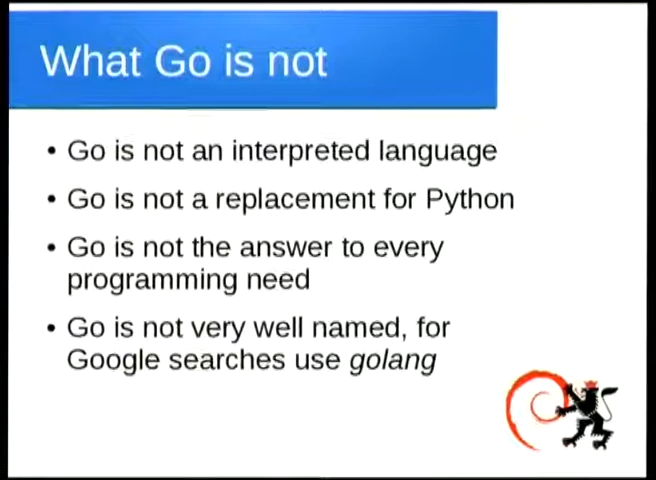 What Go is not
• Go is not an interpreted language
• Go is not a replacement for Python
• Go is not the answer to every
programming need
• Go is not very well named, for
Google searches use golang